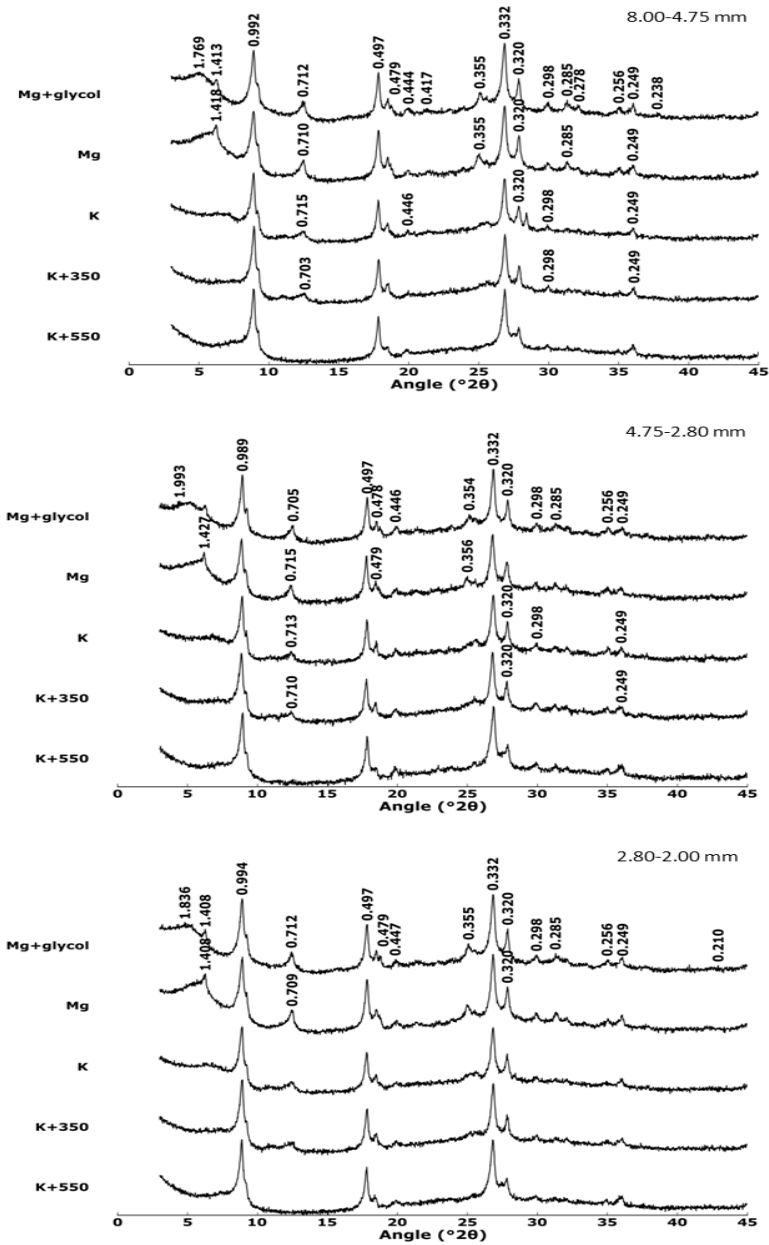 8.00-4.75 mm
1.769 1.413 0.992 0.712 0.497 0.479 0.444 0.417 0.355 0.332 0.320 0.298 0.285 0.278 0.256 0.249 0.238
Mg+glycol
1.418 0.710 0.355 0.320 0.285 0.249
Mg
0.715 0.446 0.320 0.298 0.249
K
0.703 0.298 0.249
K+350
K+550
0 5 10 15 20 25 30 35 40 45
Angle (°2θ)
4.75-2.80 mm
1.993 0.989 0.705 0.497 0.478 0.446 0.354 0.332 0.320 0.298 0.285 0.256 0.249
Mg+glycol
1.427 0.715 0.479 0.356
Mg
0.713 0.320 0.298 0.249
K
0.710 0.320 0.249
K+350
K+550
0 5 10 15 20 25 30 35 40 45
Angle (°2θ)
2.80-2.00 mm
1.836 1.408 0.994 0.712 0.497 0.479 0.447 0.355 0.332 0.320 0.298 0.285 0.256 0.249 0.210
Mg+glycol
1.408 0.709 0.320
Mg
K
K+350
K+550
0 5 10 15 20 25 30 35 40 45
Angle (°2θ)